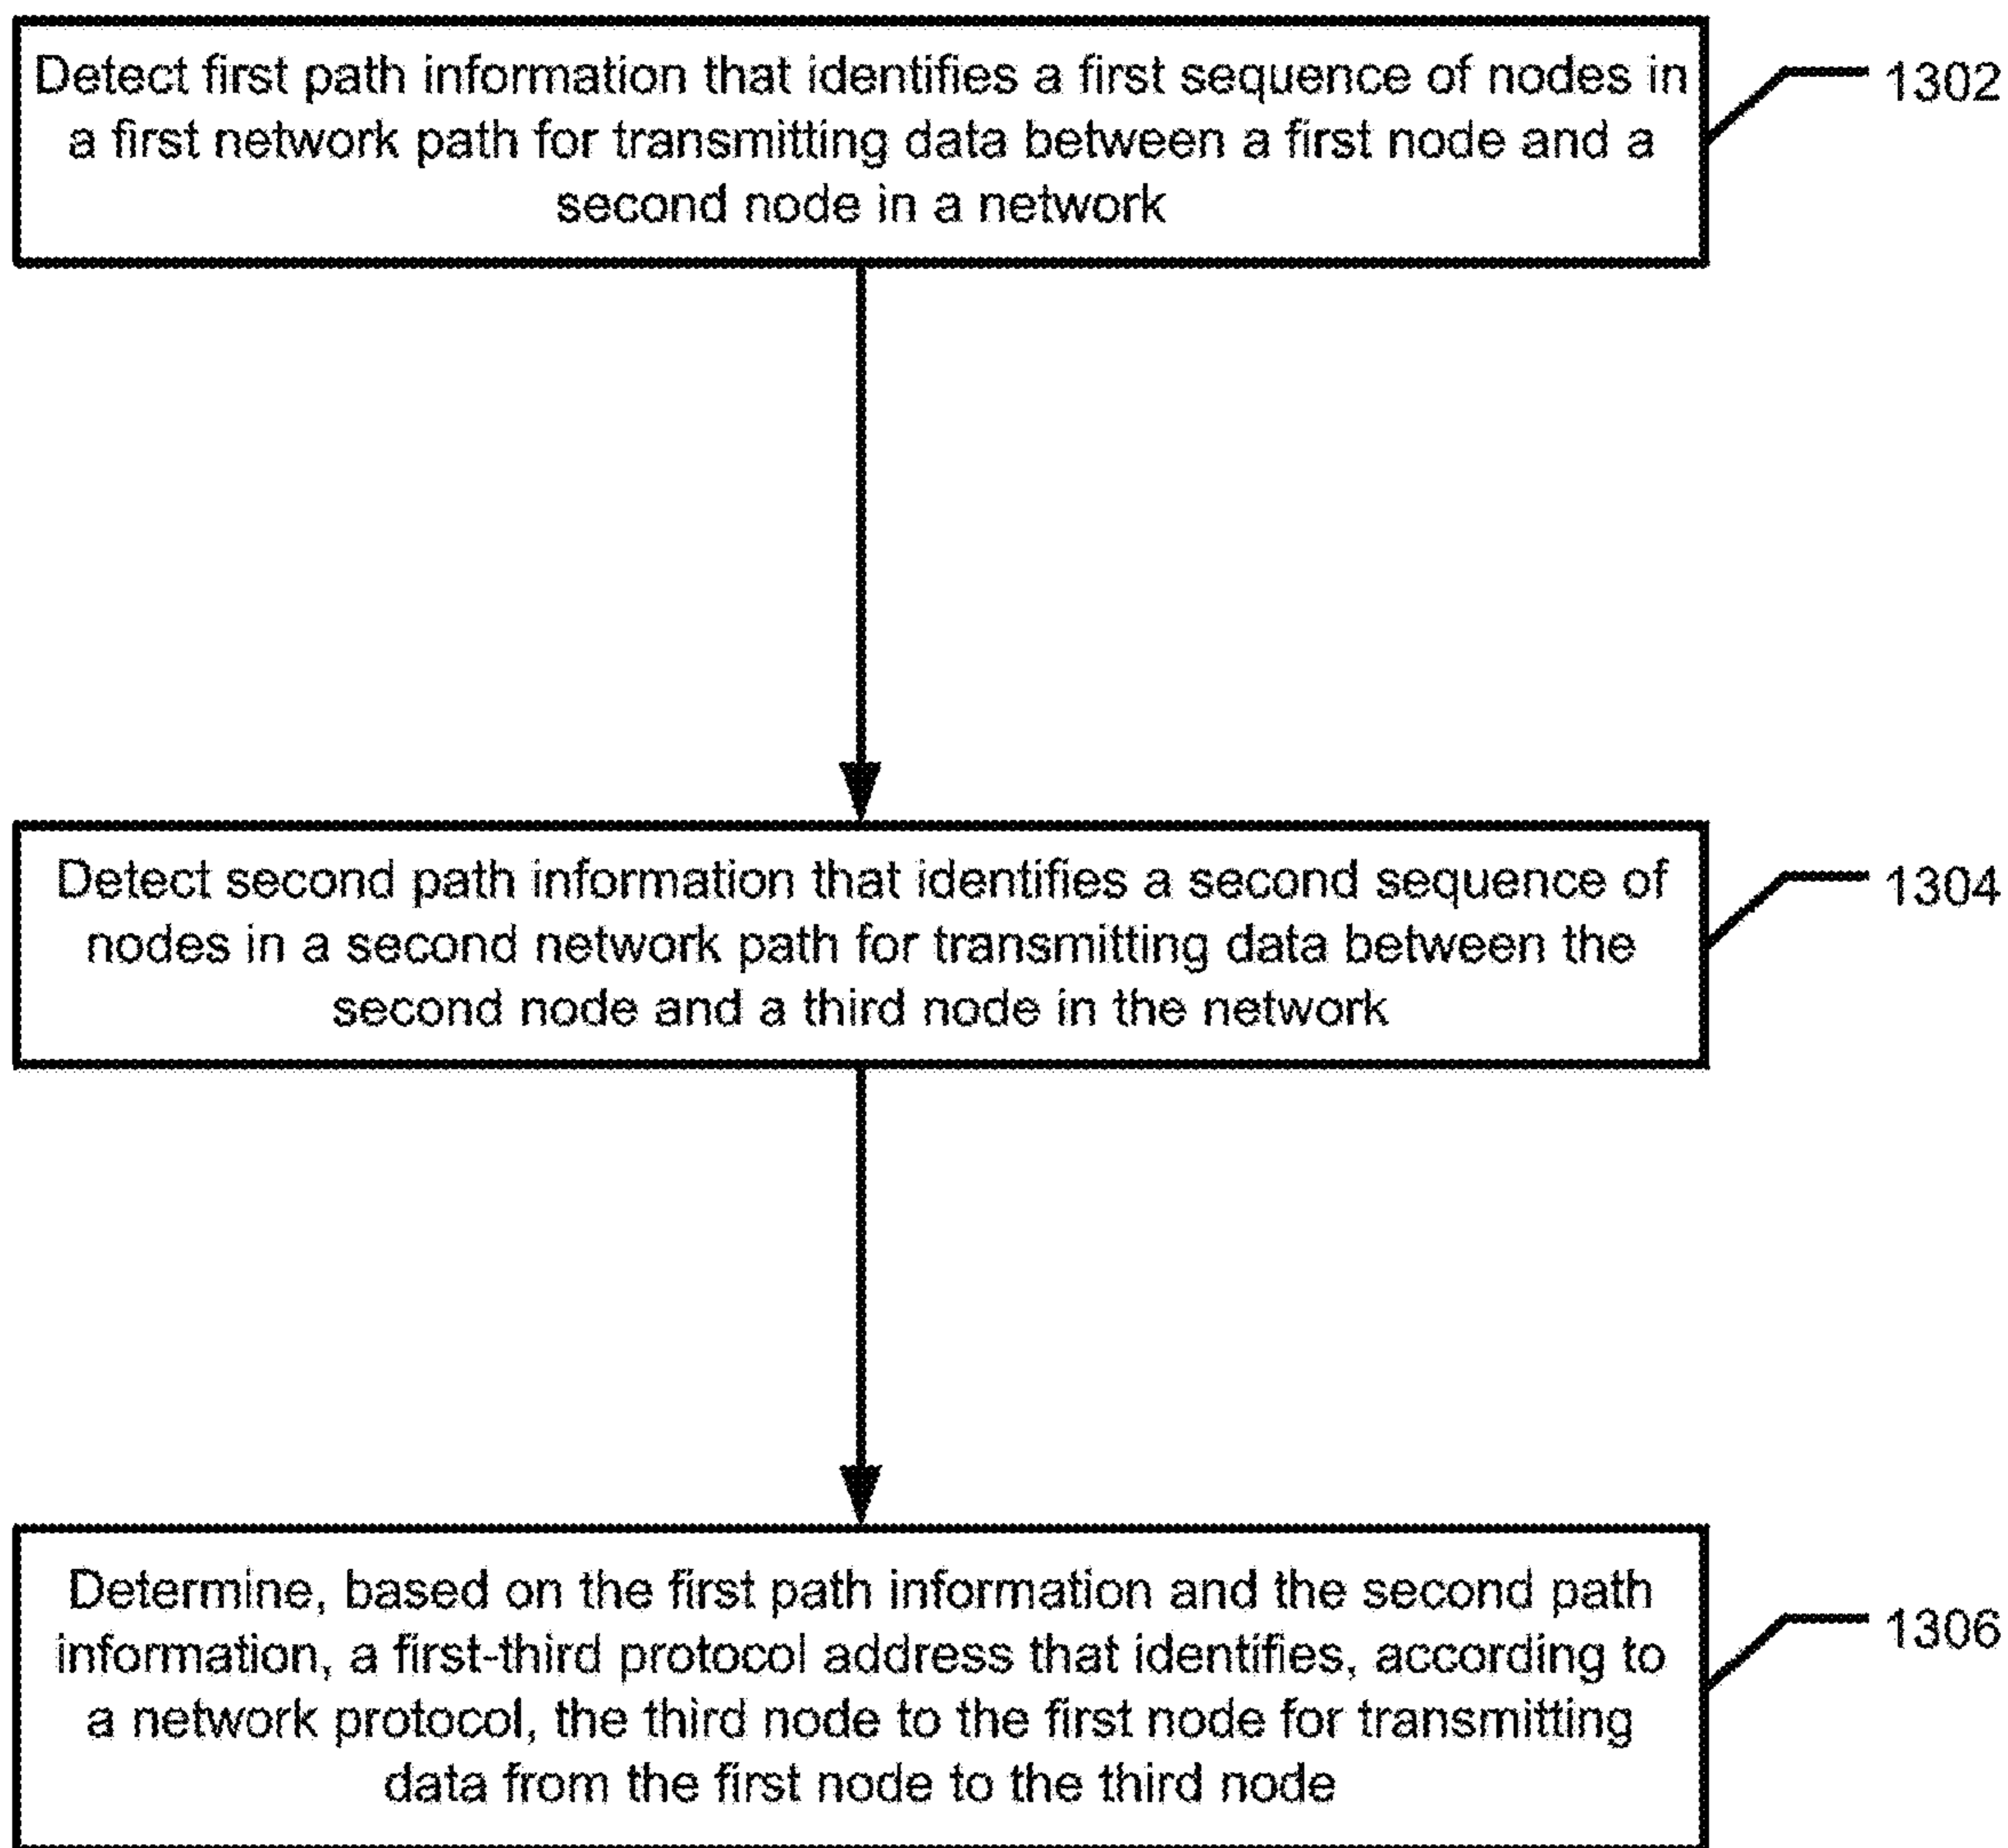 Detect first path information that identifies a first sequence of nodes in
a first network path for transmitting data between a first node and a
second node in a network
1302
Detect second path information that identifies a second sequence of
nodes in a second network path for transmitting data between the
second node and a third node in the network
1304
Determine, based on the first path information and the second path
information, a first-third protocol address that identifies, according to
a network protocol, the third node to the first node for transmitting
data from the first node to the third node
1306